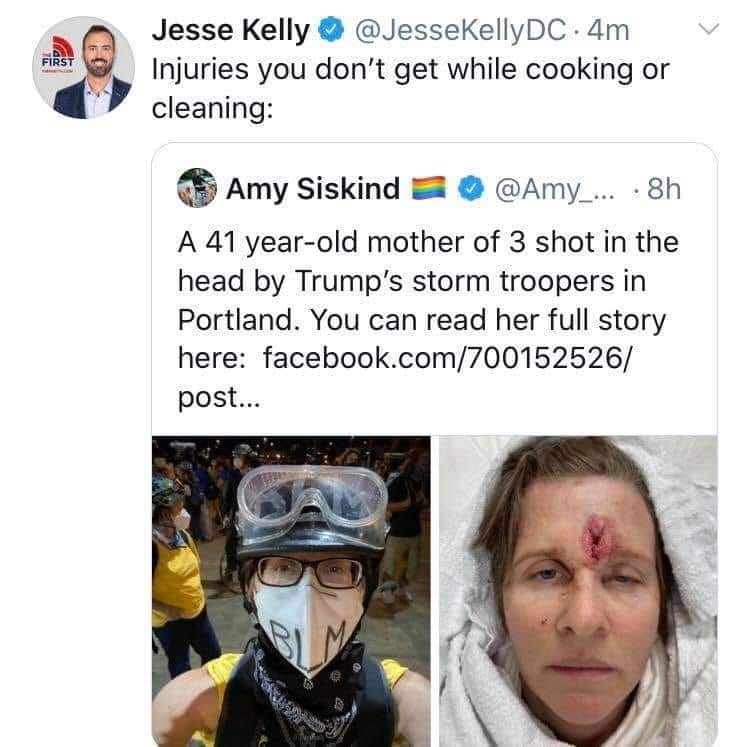 Jesse Kelly @JesseKellyDC · 4m
THE
FIRST
Injuries you don’t get while cooking or
cleaning:
Amy Siskind 🏳️‍🌈 @Amy_... · 8h
A 41 year-old mother of 3 shot in the
head by Trump’s storm troopers in
Portland. You can read her full story
here: facebook.com/700152526/
post...
BLM
BLM